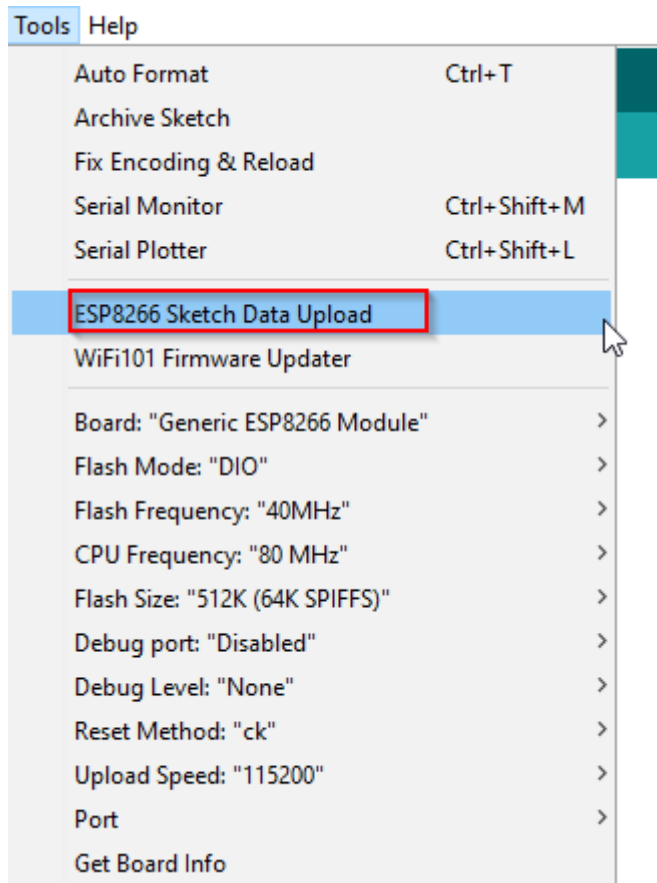 Tools Help
Auto Format Ctrl+T
Archive Sketch
Fix Encoding & Reload
Serial Monitor Ctrl+Shift+M
Serial Plotter Ctrl+Shift+L
ESP8266 Sketch Data Upload
WiFi101 Firmware Updater
Board: "Generic ESP8266 Module"
Flash Mode: "DIO"
Flash Frequency: "40MHz"
CPU Frequency: "80 MHz"
Flash Size: "512K (64K SPIFFS)"
Debug port: "Disabled"
Debug Level: "None"
Reset Method: "ck"
Upload Speed: "115200"
Port
Get Board Info